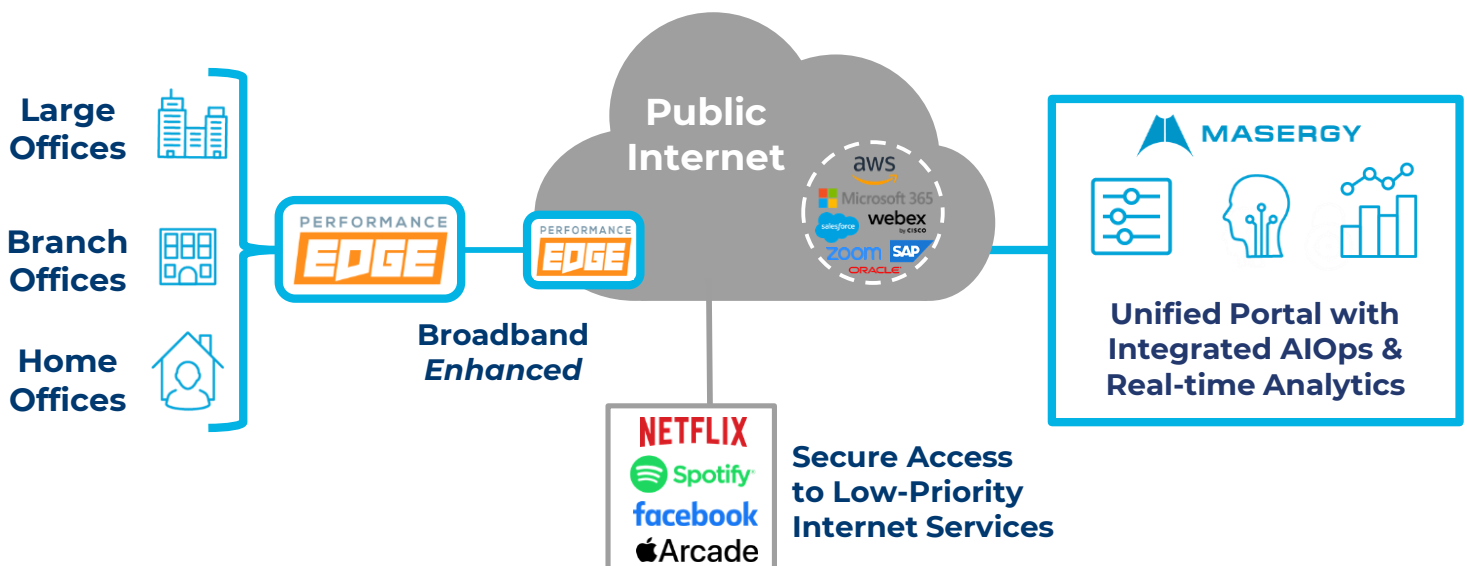 Large
Offices
Branch
Offices
Home
Offices
PERFORMANCE
EDGE
PERFORMANCE
EDGE
Broadband
Enhanced
Public
Internet
aws
Microsoft 365
salesforce
webex
by CISCO
zoom
SAP
ORACLE
NETFLIX
Spotify
facebook
Arcade
Secure Access
to Low-Priority
Internet Services
MASERGY
Unified Portal with
Integrated AIOps &
Real-time Analytics